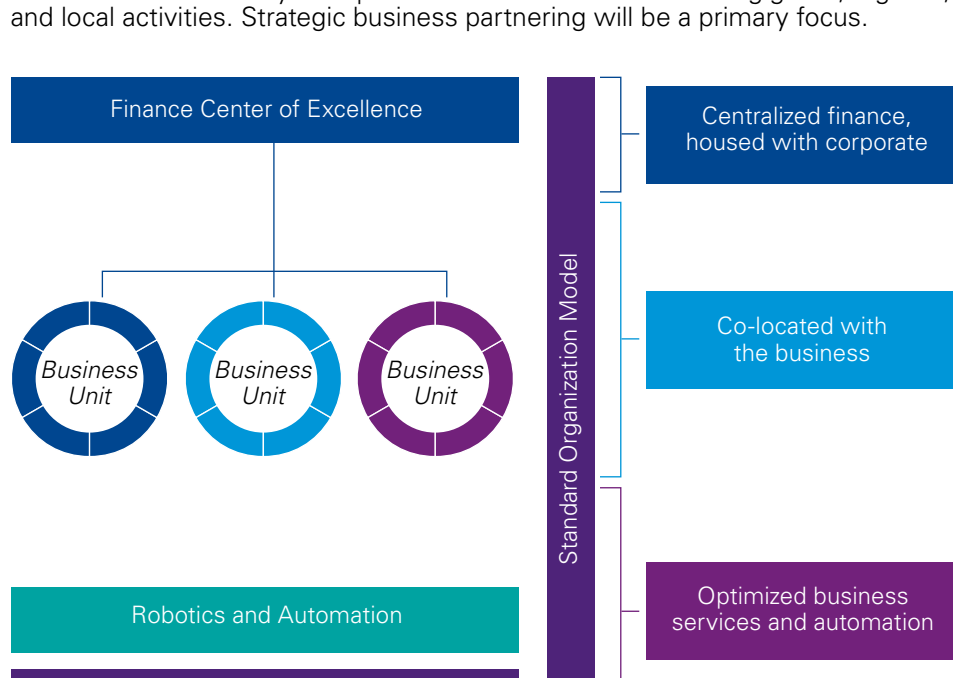 and local activities. Strategic business partnering will be a primary focus.
Finance Center of Excellence
Business
Unit
Business
Unit
Business
Unit
Robotics and Automation
Standard Organization Model
Centralized finance,
housed with corporate
Co-located with
the business
Optimized business
services and automation